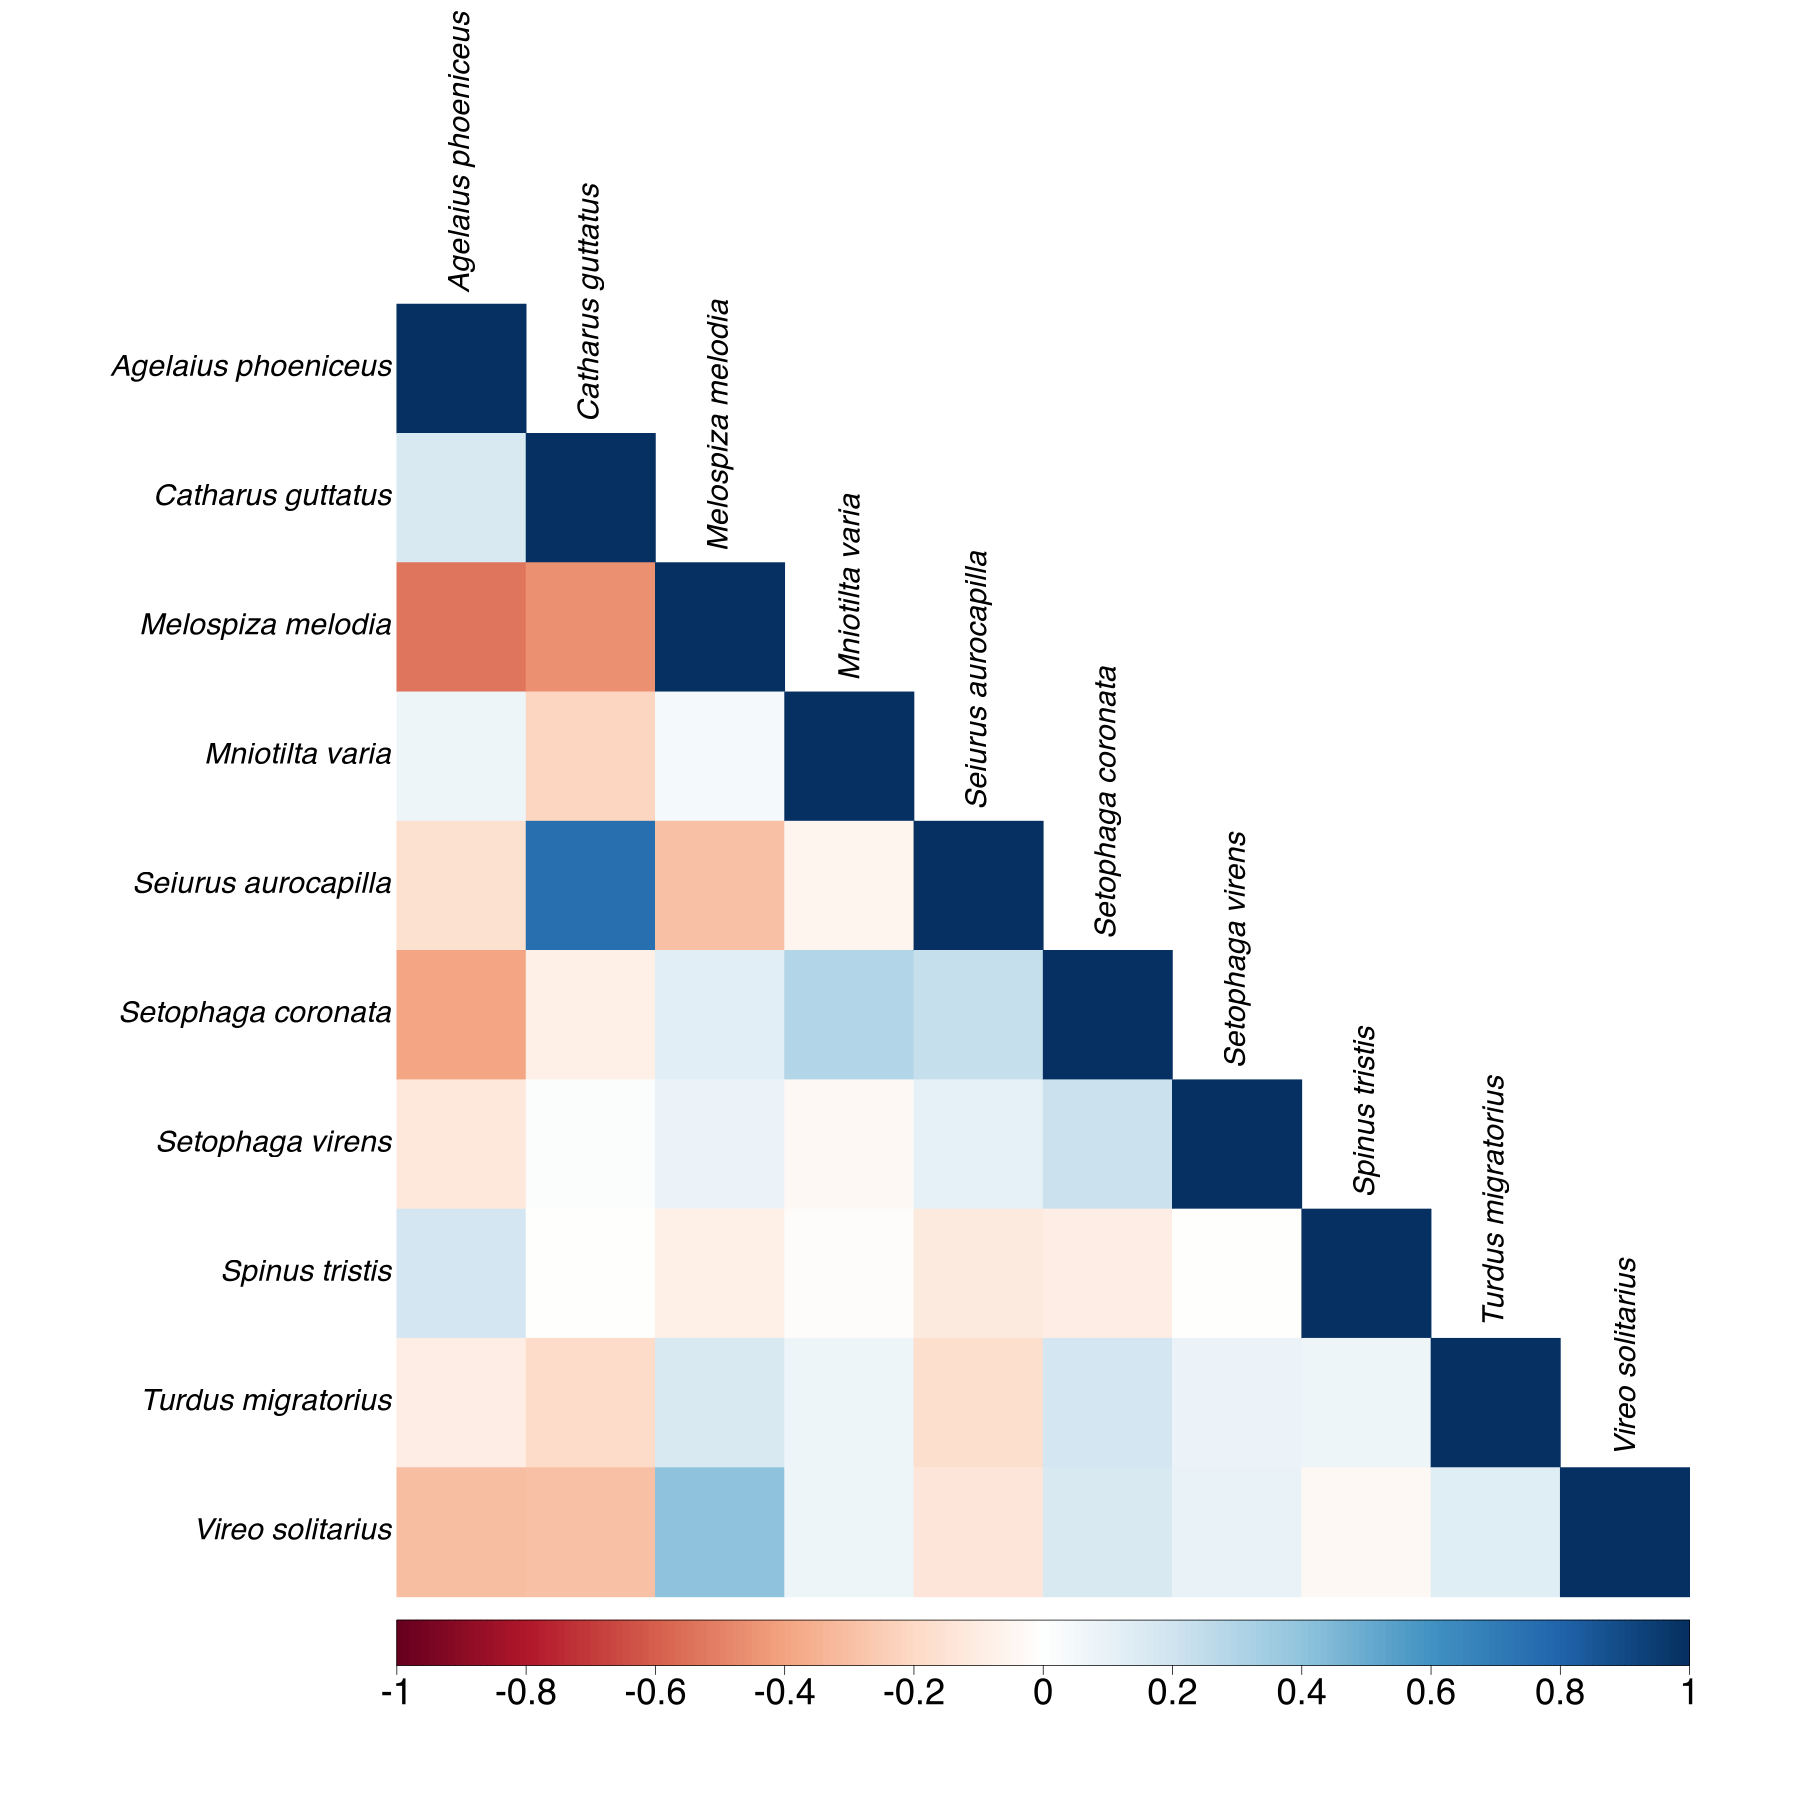 Agelaius phoeniceus
Catharus guttatus
Melospiza melodia
Mniotilta varia
Seiurus aurocapilla
Setophaga coronata
Setophaga virens
Spinus tristis
Turdus migratorius
Vireo solitarius
Agelaius phoeniceus
Catharus guttatus
Melospiza melodia
Mniotilta varia
Seiurus aurocapilla
Setophaga coronata
Setophaga virens
Spinus tristis
Turdus migratorius
Vireo solitarius
-1 -0.8 -0.6 -0.4 -0.2 0 0.2 0.4 0.6 0.8 1